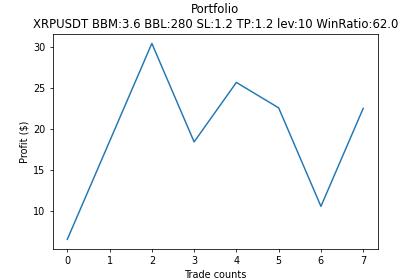 Portfolio
XRPUSDT BBM:3.6 BBL:280 SL:1.2 TP:1.2 lev:10 WinRatio:62.0
30
25
20
15
10
Profit ($)
0 1 2 3 4 5 6 7
Trade counts